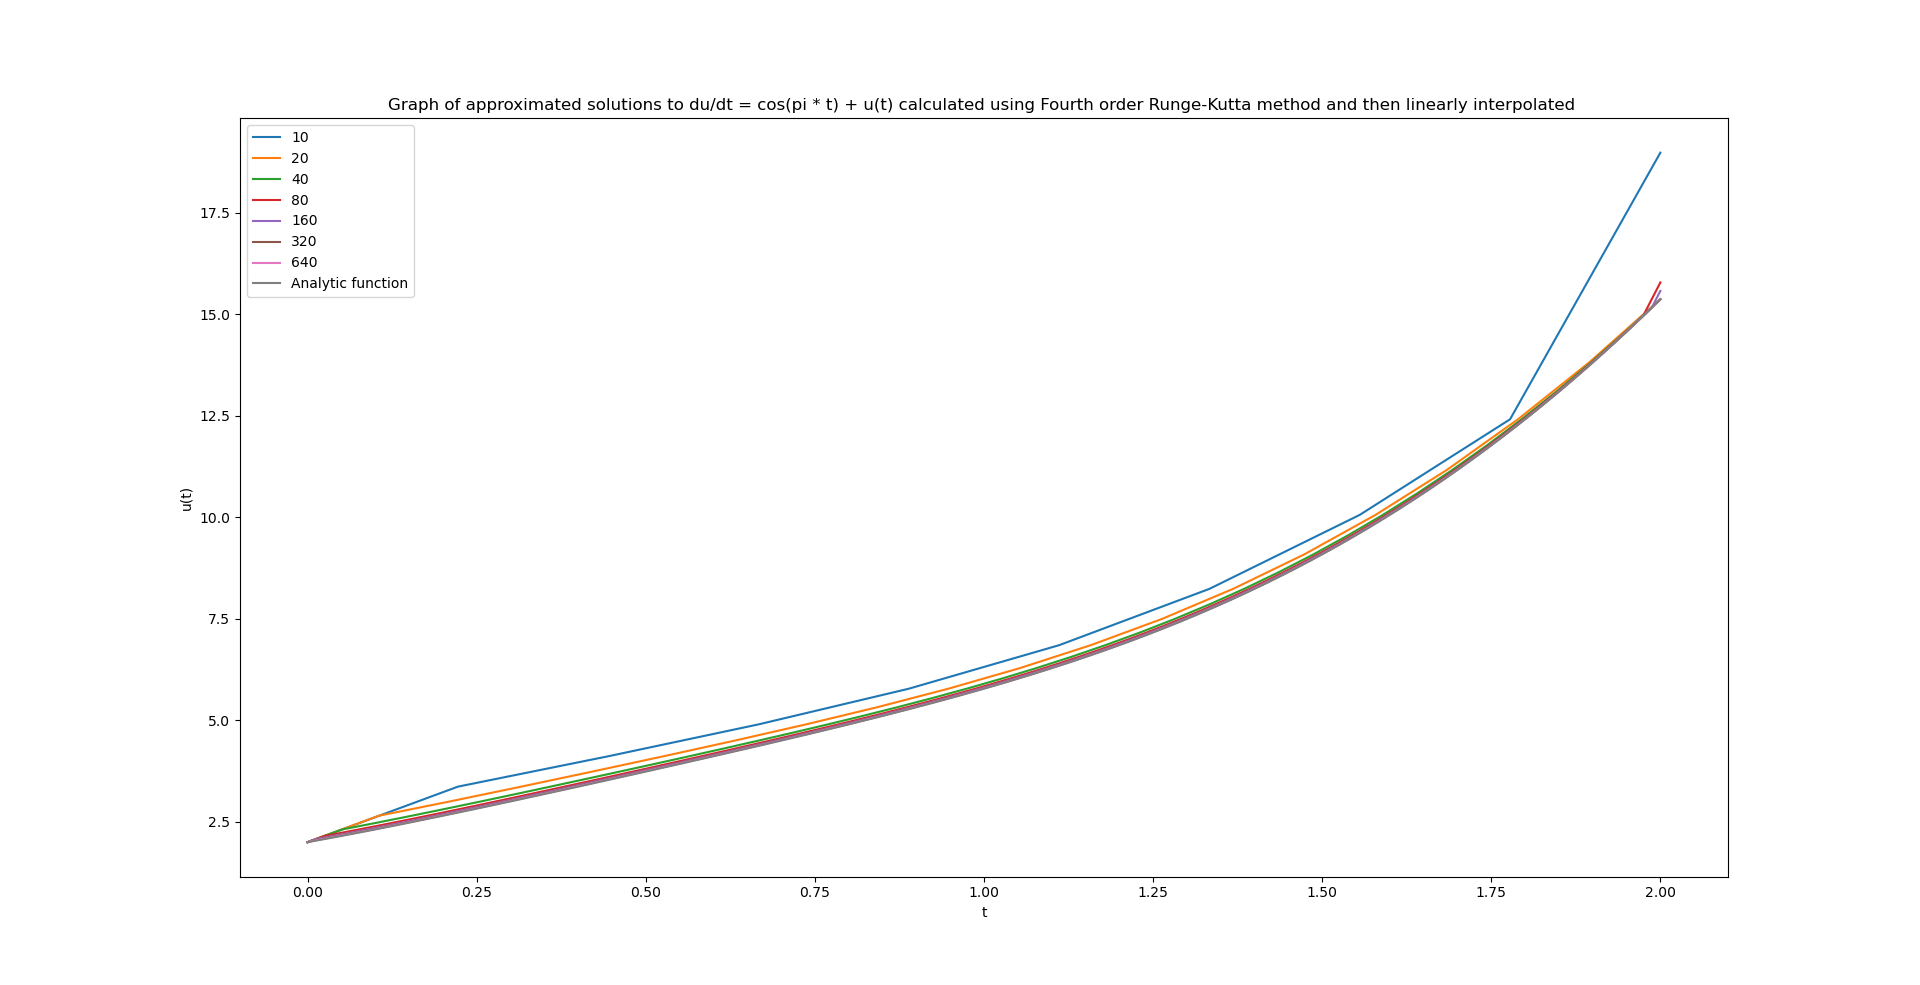 Graph of approximated solutions to du/dt = cos(pi * t) + u(t) calculated using Fourth order Runge-Kutta method and then linearly interpolated
10
20
40
80
160
320
640
Analytic function
17.5
15.0
12.5
10.0
7.5
5.0
2.5
u(t)
0.00 0.25 0.50 0.75 1.00 1.25 1.50 1.75 2.00
t